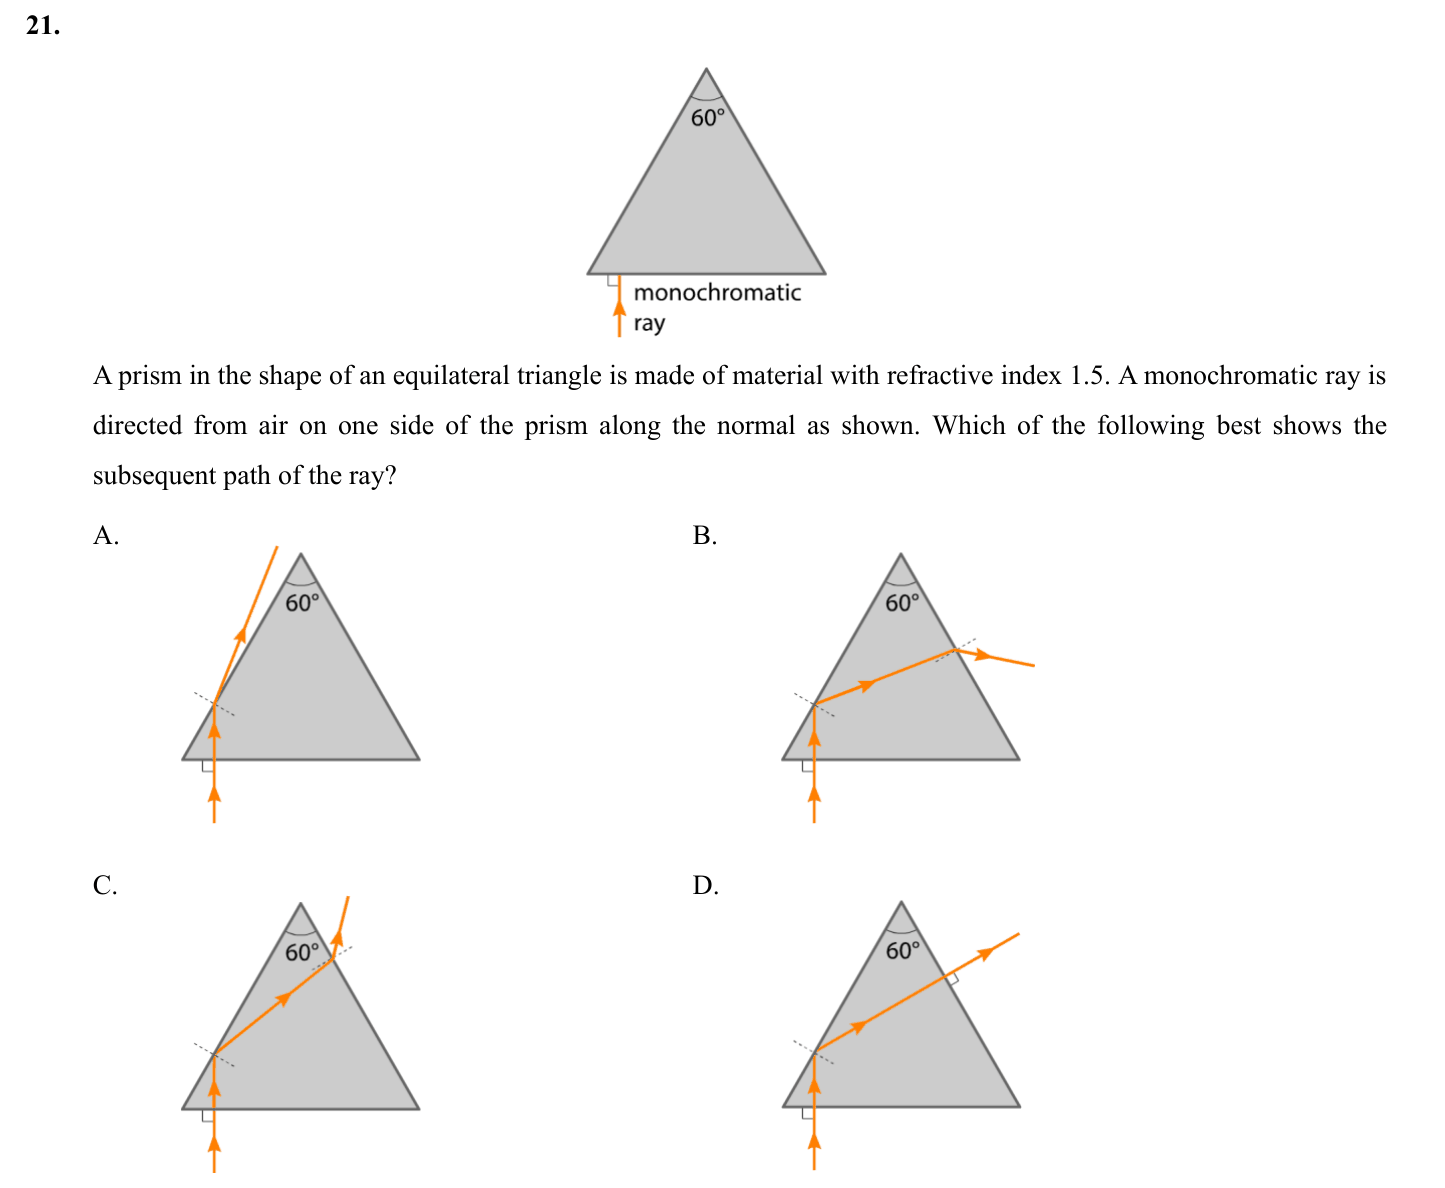 21.
60°
monochromatic
ray
A prism in the shape of an equilateral triangle is made of material with refractive index 1.5. A monochromatic ray is
directed from air on one side of the prism along the normal as shown. Which of the following best shows the
subsequent path of the ray?
A.
B.
60°
60°
C.
D.
60°
60°